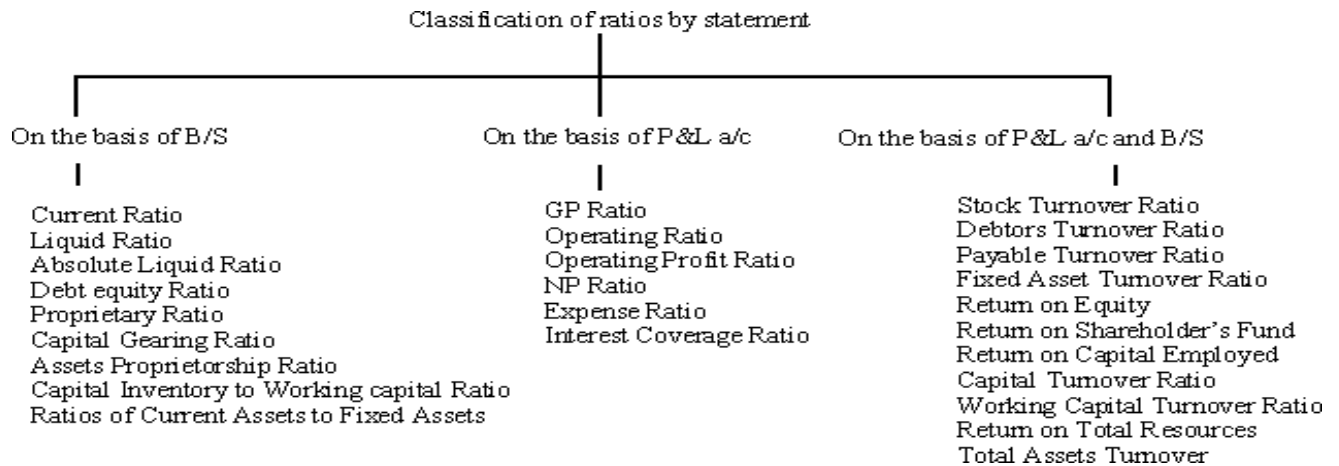 Classification of ratios by statement
On the basis of B/S
Current Ratio
Liquid Ratio
Absolute Liquid Ratio
Debt equity Ratio
Proprietary Ratio
Capital Gearing Ratio
Assets Proprietorship Ratio
Capital Inventory to Working capital Ratio
Ratios of Current Assets to Fixed Assets
On the basis of P&L a/c
GP Ratio
Operating Ratio
Operating Profit Ratio
NP Ratio
Expense Ratio
Interest Coverage Ratio
On the basis of P&L a/c and B/S
Stock Turnover Ratio
Debtors Turnover Ratio
Payable Turnover Ratio
Fixed Asset Turnover Ratio
Return on Equity
Return on Shareholder's Fund
Return on Capital Employed
Capital Turnover Ratio
Working Capital Turnover Ratio
Return on Total Resources
Total Assets Turnover